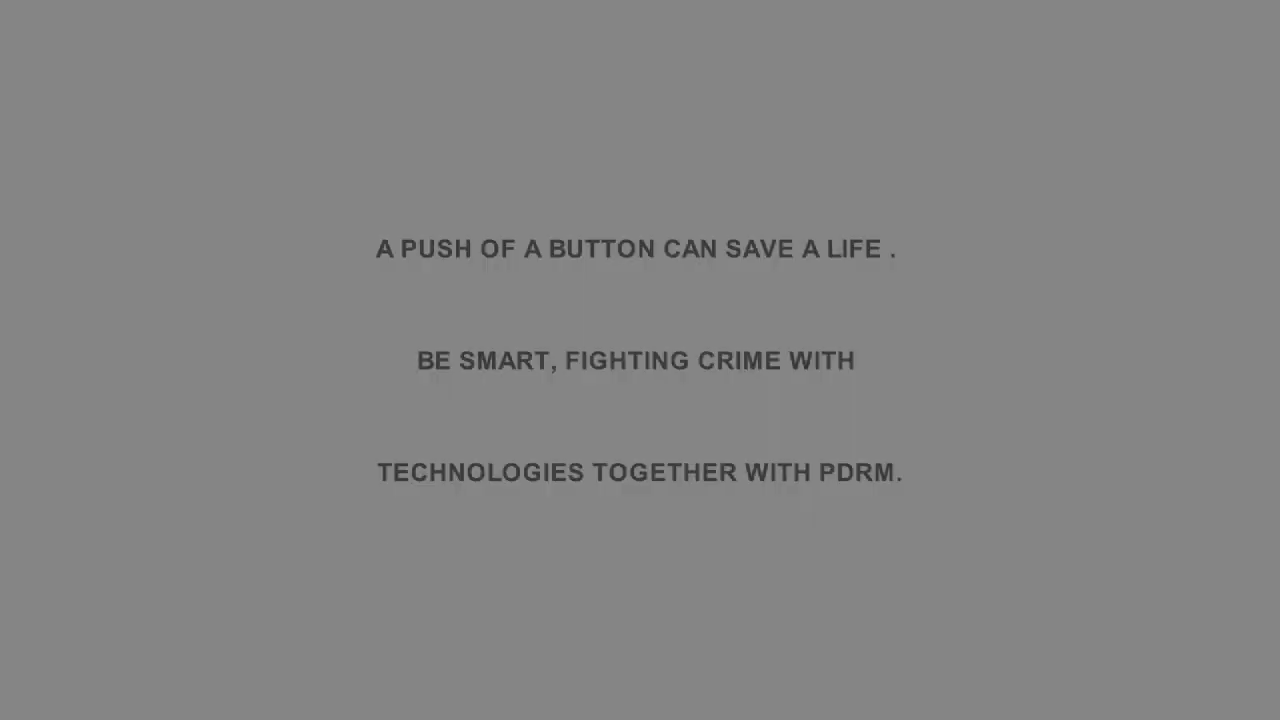 A PUSH OF A BUTTON CAN SAVE A LIFE .
BE SMART, FIGHTING CRIME WITH
TECHNOLOGIES TOGETHER WITH PDRM.